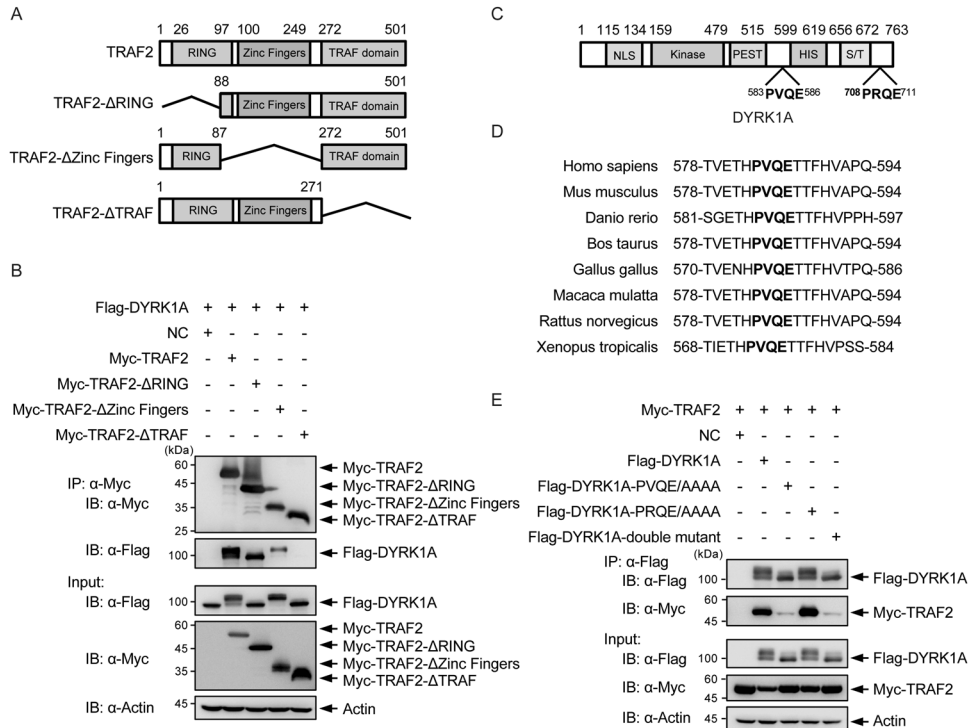 A
1 26 97 100 249 272 501
TRAF2 RING Zinc Fingers TRAF domain
88 501
TRAF2-ΔRING Zinc Fingers TRAF domain
1 87 272 501
TRAF2-ΔZinc Fingers RING TRAF domain
1 271
TRAF2-ΔTRAF RING Zinc Fingers
B
Flag-DYRK1A + + + + +
NC + - - - -
Myc-TRAF2 - + - - -
Myc-TRAF2-ΔRING - - + - -
Myc-TRAF2-ΔZinc Fingers - - - + -
Myc-TRAF2-ΔTRAF - - - - +
(kDa)
60
45
35
25
IP: α-Myc
IB: α-Myc
Myc-TRAF2
Myc-TRAF2-ΔRING
Myc-TRAF2-ΔZinc Fingers
Myc-TRAF2-ΔTRAF
IB: α-Flag 100 Flag-DYRK1A
Input:
IB: α-Flag 100 Flag-DYRK1A
60
45
35
25
IB: α-Myc
Myc-TRAF2
Myc-TRAF2-ΔRING
Myc-TRAF2-ΔZinc Fingers
Myc-TRAF2-ΔTRAF
IB: α-Actin 45 Actin
C
1 115 134 159 479 515 599 619 656 672 763
NLS Kinase PEST HIS S/T
583PVQE586 708PRQE711
DYRK1A
D
Homo sapiens 578-TVETHPVQETTFHVAPQ-594
Mus musculus 578-TVETHPVQETTFHVAPQ-594
Danio rerio 581-SGETHPVQETTFHVPPH-597
Bos taurus 578-TVETHPVQETTFHVAPQ-594
Gallus gallus 570-TVENHPVQETTFHVTPQ-586
Macaca mulatta 578-TVETHPVQETTFHVAPQ-594
Rattus norvegicus 578-TVETHPVQETTFHVAPQ-594
Xenopus tropicalis 568-TIETHPVQETTFHVPSS-584
E
Myc-TRAF2 + + + + +
NC + - - - -
Flag-DYRK1A - + - - -
Flag-DYRK1A-PVQE/AAAA - - + - -
Flag-DYRK1A-PRQE/AAAA - - - + -
Flag-DYRK1A-double mutant - - - - +
(kDa)
IP: α-Flag
IB: α-Flag 100 Flag-DYRK1A
60
IB: α-Myc Myc-TRAF2
45
Input:
IB: α-Flag 100 Flag-DYRK1A
60
IB: α-Myc Myc-TRAF2
45
IB: α-Actin 45 Actin